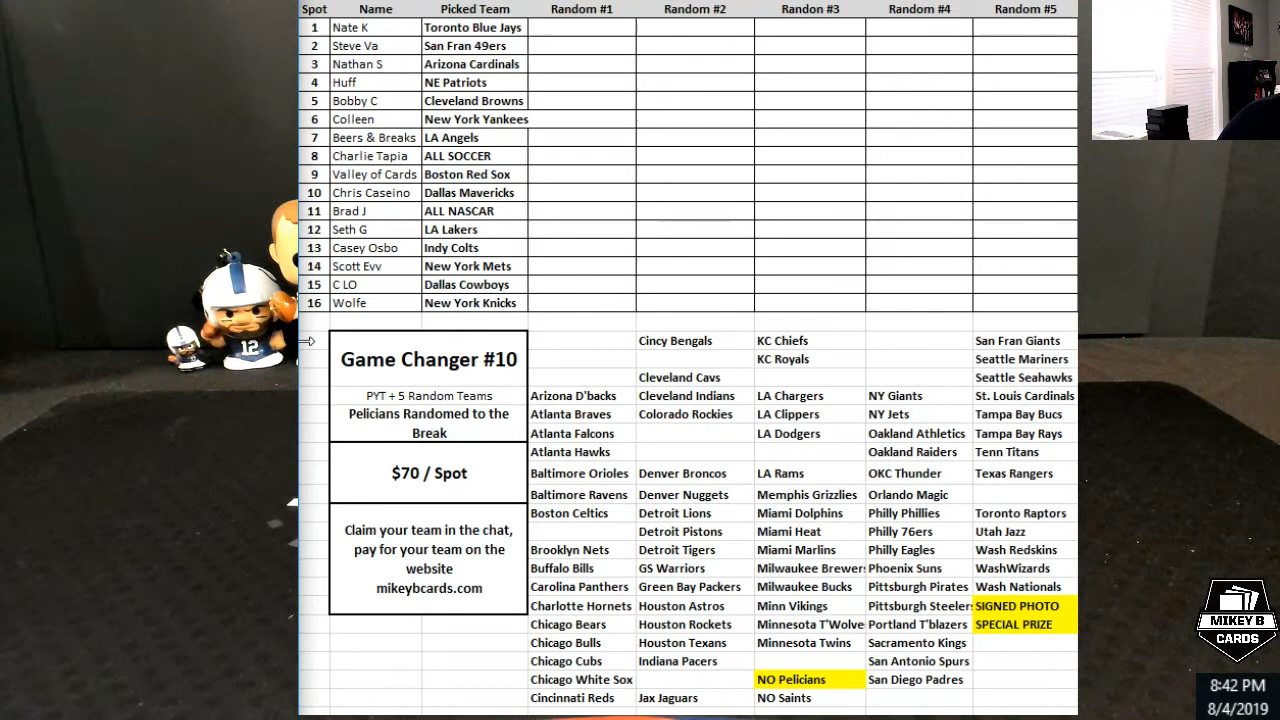 Spot Name Picked Team Random #1 Random #2 Randon #3 Random #4 Random #5
1 Nate K Toronto Blue Jays
2 Steve Va San Fran 49ers
3 Nathan S Arizona Cardinals
4 Huff NE Patriots
5 Bobby C Cleveland Browns
6 Colleen New York Yankees
7 Beers & Breaks LA Angels
8 Charlie Tapia ALL SOCCER
9 Valley of Cards Boston Red Sox
10 Chris Caseino Dallas Mavericks
11 Brad J ALL NASCAR
12 Seth G LA Lakers
13 Casey Osbo Indy Colts
14 Scott Evv New York Mets
15 C LO Dallas Cowboys
16 Wolfe New York Knicks
Cincy Bengals KC Chiefs San Fran Giants
Game Changer #10 KC Royals Seattle Mariners
Cleveland Cavs Seattle Seahawks
PYT + 5 Random Teams Arizona D'backs Cleveland Indians LA Chargers NY Giants St. Louis Cardinals
Pelicians Randomed to the Atlanta Braves Colorado Rockies LA Clippers NY Jets Tampa Bay Bucs
Break Atlanta Falcons LA Dodgers Oakland Athletics Tampa Bay Rays
Atlanta Hawks Oakland Raiders Tenn Titans
$70 / Spot Baltimore Orioles Denver Broncos LA Rams OKC Thunder Texas Rangers
Baltimore Ravens Denver Nuggets Memphis Grizzlies Orlando Magic
Boston Celtics Detroit Lions Miami Dolphins Philly Phillies Toronto Raptors
Claim your team in the chat, Detroit Pistons Miami Heat Philly 76ers Utah Jazz
pay for your team on the Brooklyn Nets Detroit Tigers Miami Marlins Philly Eagles Wash Redskins
website Buffalo Bills GS Warriors Milwaukee Brewers Phoenix Suns WashWizards
mikeybcards.com Carolina Panthers Green Bay Packers Milwaukee Bucks Pittsburgh Pirates Wash Nationals
Charlotte Hornets Houston Astros Minn Vikings Pittsburgh Steelers SIGNED PHOTO
Chicago Bears Houston Rockets Minnesota T'Wolve Portland T'blazers SPECIAL PRIZE
Chicago Bulls Houston Texans Minnesota Twins Sacramento Kings
Chicago Cubs Indiana Pacers San Antonio Spurs
Chicago White Sox NO Pelicians San Diego Padres
Cincinnati Reds Jax Jaguars NO Saints
12
MIKEY B
CARDS
8:42 PM
8/4/2019